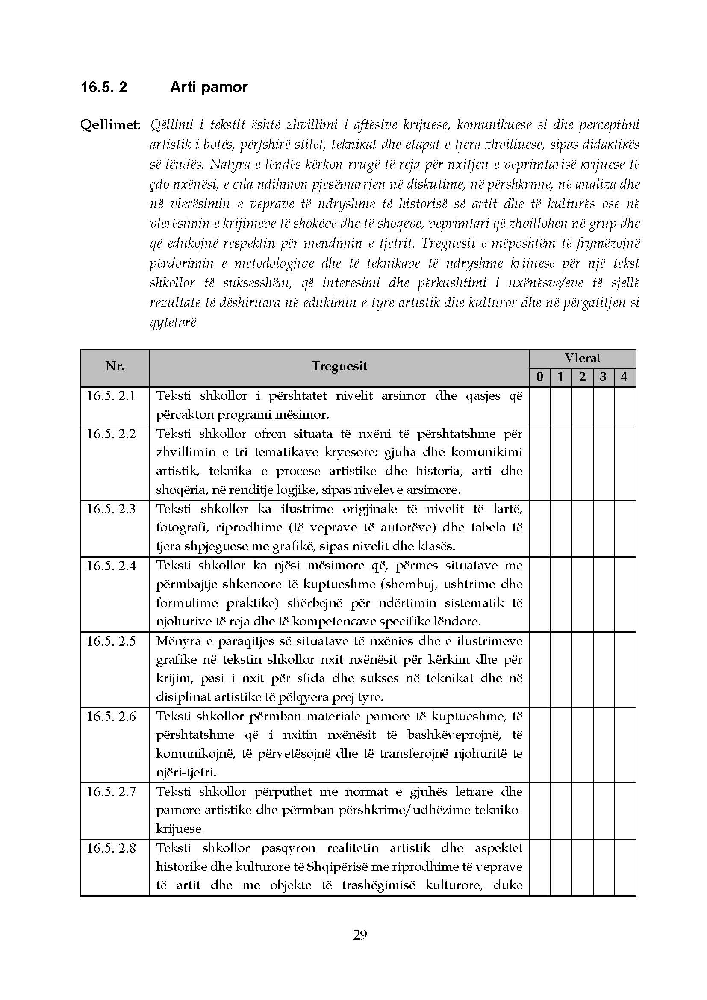 16.5. 2 Arti pamor
Qëllimet: Qëllimi i tekstit është zhvillimi i aftësive krijuese, komunikuese si dhe perceptimi
artistik i botës, përfshirë stilet, teknikat dhe etapat e tjera zhvilluese, sipas didaktikës
së lëndës. Natyra e lëndës kërkon rrugë të reja për nxitjen e veprimtarisë krijuese të
çdo nxënësi, e cila ndihmon pjesëmarrjen në diskutime, në përshkrime, në analiza dhe
në vlerësimin e veprave të ndryshme të historisë së artit dhe të kulturës ose në
vlerësimin e krijimeve të shokëve dhe të shoqeve, veprimtari që zhvillohen në grup dhe
që edukojnë respektin për mendimin e tjetrit. Treguesit e mëposhtëm të frymëzojnë
përdorimin e metodologjive dhe të teknikave të ndryshme krijuese për një tekst
shkollor të suksesshëm, që interesimi dhe përkushtimi i nxënësve/eve të sjellë
rezultate të dëshiruara në edukimin e tyre artistik dhe kulturor dhe në përgatitjen si
qytetarë.
Nr. Treguesit Vlerat
0 1 2 3 4
16.5. 2.1 Teksti shkollor i përshtatet nivelit arsimor dhe qasjes që
përcakton programi mësimor.
16.5. 2.2 Teksti shkollor ofron situata të nxëni të përshtatshme për
zhvillimin e tri tematikave kryesore: gjuha dhe komunikimi
artistik, teknika e procese artistike dhe historia, arti dhe
shoqëria, në renditje logjike, sipas niveleve arsimore.
16.5. 2.3 Teksti shkollor ka ilustrime origjinale të nivelit të lartë,
fotografi, riprodhime (të veprave të autorëve) dhe tabela të
tjera shpjeguese me grafikë, sipas nivelit dhe klasës.
16.5. 2.4 Teksti shkollor ka njësi mësimore që, përmes situatave me
përmbajtje shkencore të kuptueshme (shembuj, ushtrime dhe
formulime praktike) shërbejnë për ndërtimin sistematik të
njohurive të reja dhe të kompetencave specifike lëndore.
16.5. 2.5 Mënyra e paraqitjes së situatave të nxënies dhe e ilustrimeve
grafike në tekstin shkollor nxit nxënësit për kërkim dhe për
krijim, pasi i nxit për sfida dhe sukses në teknikat dhe në
disiplinat artistike të pëlqyera prej tyre.
16.5. 2.6 Teksti shkollor përmban materiale pamore të kuptueshme, të
përshtatshme që i nxitin nxënësit të bashkëveprojnë, të
komunikojnë, të përvetësojnë dhe të transferojnë njohuritë te
njëri-tjetri.
16.5. 2.7 Teksti shkollor përputhet me normat e gjuhës letrare dhe
pamore artistike dhe përmban përshkrime/udhëzime tekniko-
krijuese.
16.5. 2.8 Teksti shkollor pasqyron realitetin artistik dhe aspektet
historike dhe kulturore të Shqipërisë me riprodhime të veprave
të artit dhe me objekte të trashëgimisë kulturore, duke
29